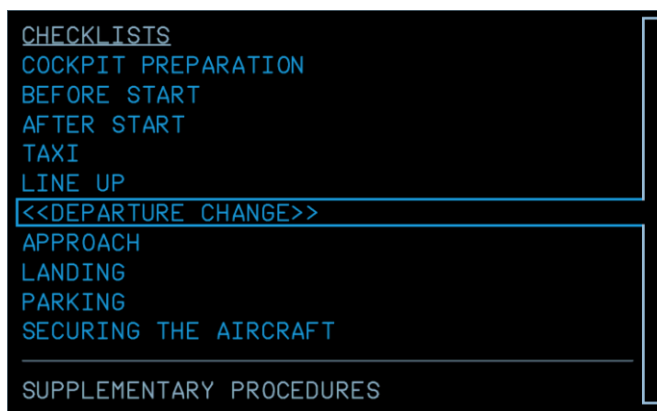 CHECKLISTS
COCKPIT PREPARATION
BEFORE START
AFTER START
TAXI
LINE UP
<<DEPARTURE CHANGE>>
APPROACH
LANDING
PARKING
SECURING THE AIRCRAFT
SUPPLEMENTARY PROCEDURES